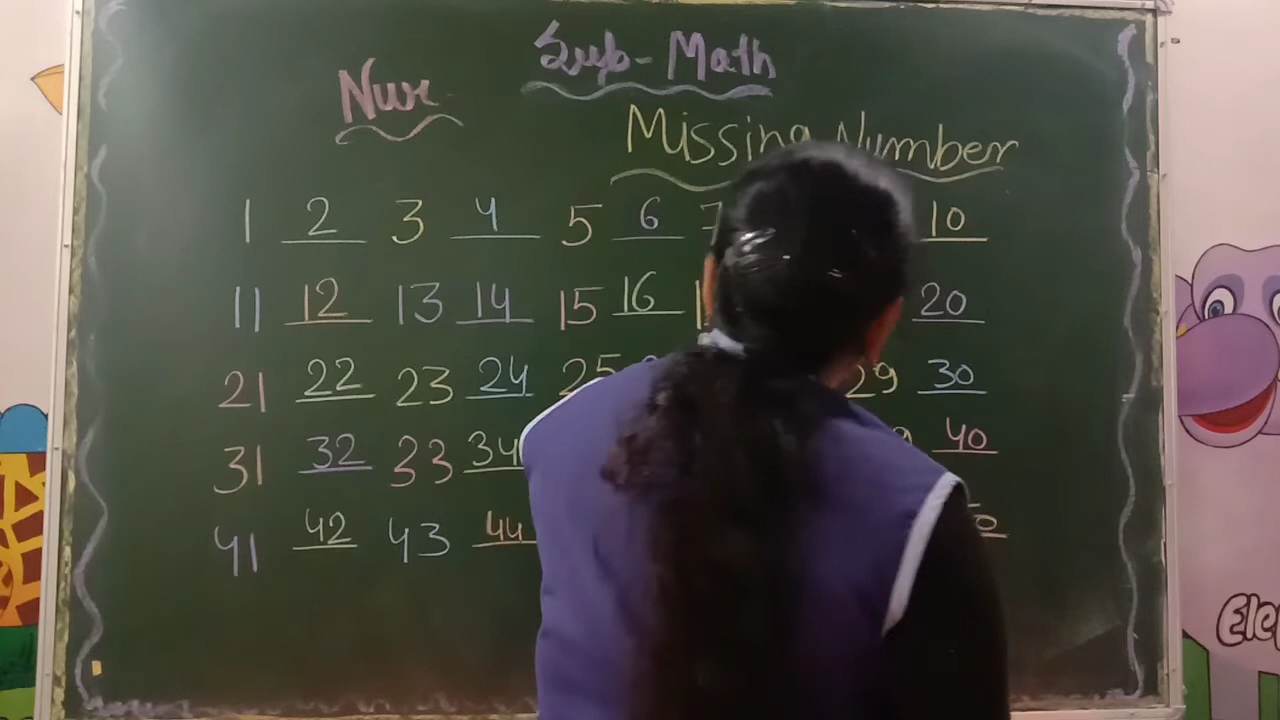 Sub-Math
Nur
Missing Number
1 2 3 4 5 6 7 10
11 12 13 14 15 16 20
21 22 23 24 25 29 30
31 32 33 34 40
41 42 43 44